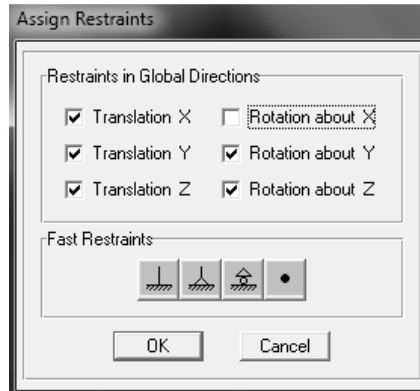 Assign Restraints
Restraints in Global Directions
Translation X Rotation about X
Translation Y Rotation about Y
Translation Z Rotation about Z
Fast Restraints
OK Cancel